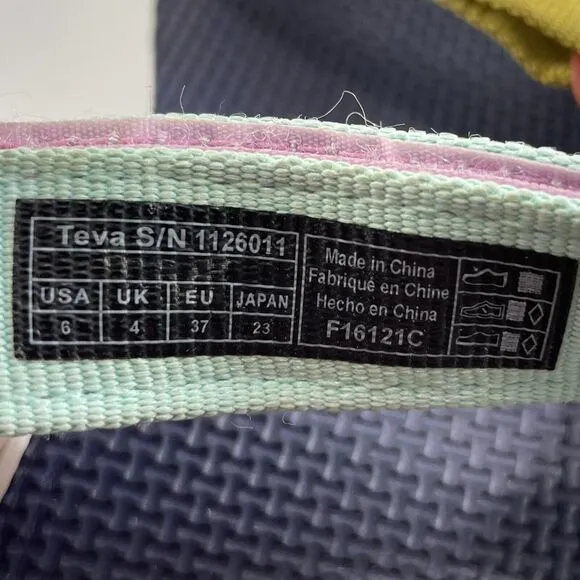 Teva S/N 1126011
USA UK EU JAPAN
6 4 37 23
Made in China
Fabriqué en Chine
Hecho en China
F16121C